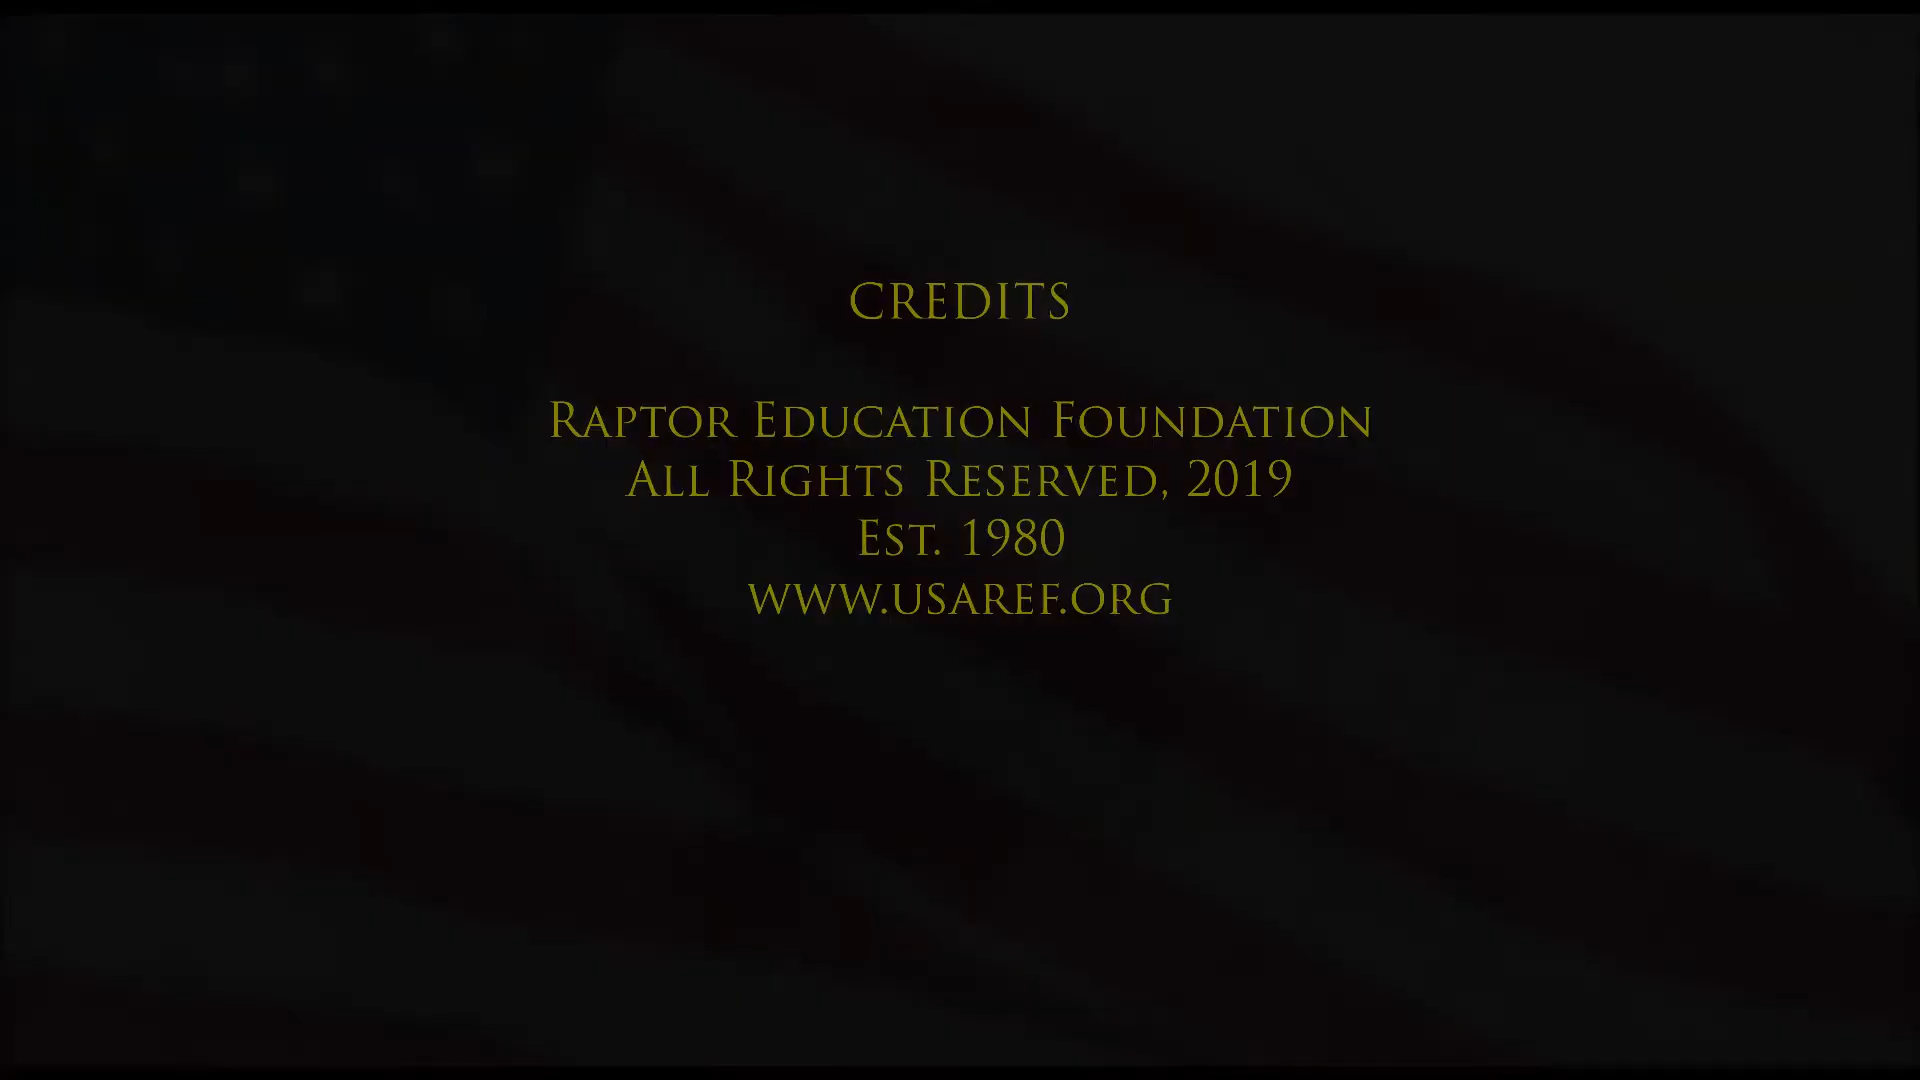 CREDITS
Raptor Education Foundation
All Rights Reserved, 2019
Est. 1980
www.usaref.org